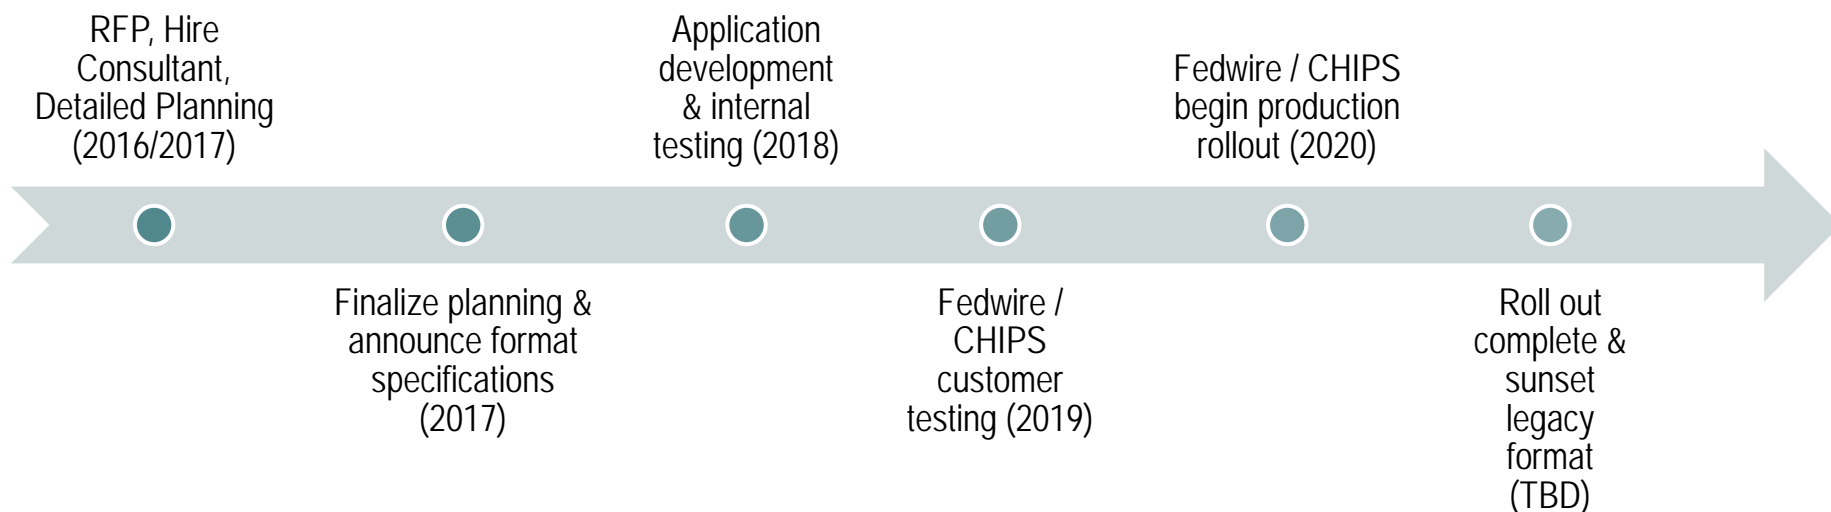 RFP, Hire
Consultant,
Detailed Planning
(2016/2017)
Finalize planning &
announce format
specifications
(2017)
Application
development
& internal
testing (2018)
Fedwire /
CHIPS
customer
testing (2019)
Fedwire / CHIPS
begin production
rollout (2020)
Roll out
complete &
sunset
legacy
format
(TBD)